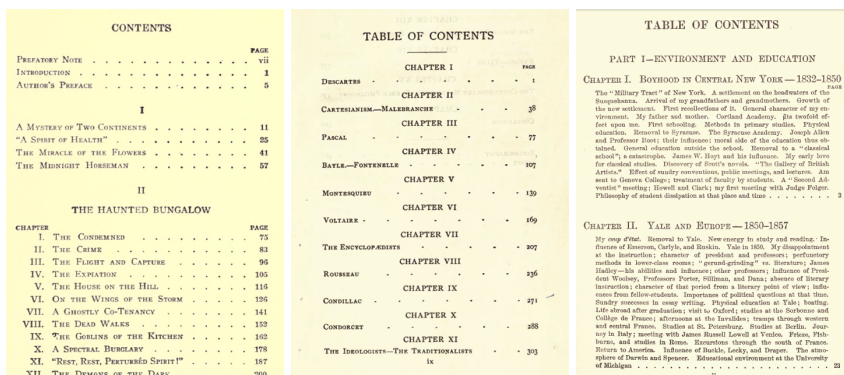 CONTENTS
PAGE
PREFATORY NOTE . . . . . . . . . . . vii
INTRODUCTION . . . . . . . . . . . 1
AUTHOR'S PREFACE . . . . . . . . . . 5
I
A MYSTERY OF TWO CONTINENTS . . . . . . 11
"A SPIRIT OF HEALTH" . . . . . . . . . 25
THE MIRACLE OF THE FLOWERS . . . . . . 41
THE MIDNIGHT HORSEMAN . . . . . . . 57
II
THE HAUNTED BUNGALOW
CHAPTER PAGE
I. THE CONDEMNED . . . . . . . . 75
II. THE CRIME . . . . . . . . . 83
III. THE FLIGHT AND CAPTURE . . . . . . 96
IV. THE EXPIATION . . . . . . . . 105
V. THE HOUSE ON THE HILL . . . . . . 116
VI. ON THE WINGS OF THE STORM . . . . . 126
VII. A GHOSTLY CO-TENANCY . . . . . . 141
VIII. THE DEAD WALKS . . . . . . . . 152
IX. THE GOBLINS OF THE KITCHEN . . . . . 162
X. A SPECTRAL BURGLARY . . . . . . . 178
XI. "REST, REST, PERTURBÈD SPIRIT!" . . . . . 187
XII. THE DEMONS OF THE DARK . . . . . . 200
TABLE OF CONTENTS
CHAPTER I
PAGE
DESCARTES - - - - - 1
CHAPTER II
CARTESIANISM—MALEBRANCHE - - - - 38
CHAPTER III
PASCAL - - - - - 77
CHAPTER IV
BAYLE—FONTENELLE - - - - 107
CHAPTER V
MONTESQUIEU - - - - - 139
CHAPTER VI
VOLTAIRE - - - - - 169
CHAPTER VII
THE ENCYCLOPÆDISTS - - - - 207
CHAPTER VIII
ROUSSEAU - - - - - 236
CHAPTER IX
CONDILLAC - - - - - 271
CHAPTER X
CONDORCET - - - - - 288
CHAPTER XI
THE IDEOLOGISTS—THE TRADITIONALISTS - - - 303
ix
TABLE OF CONTENTS
PART I—ENVIRONMENT AND EDUCATION
CHAPTER I. BOYHOOD IN CENTRAL NEW YORK—1832-1850
PAGE
The "Military Tract" of New York. A settlement on the headwaters of the
Susquehanna. Arrival of my grandfathers and grandmothers. Growth of
the new settlement. First recollections of it. General character of my en-
vironment. My father and mother. Cortland Academy. Its twofold ef-
fect upon me. First schooling. Methods in primary studies. Physical
education. Removal to Syracuse. The Syracuse Academy. Joseph Allen
and Professor Root; their influence; moral side of the education thus ob-
tained. General education outside the school. Removal to a "classical
school"; a catastrophe. James W. Hoyt and his influence. My early love
for classical studies. Discovery of Scott's novels. "The Gallery of British
Artists." Effect of sundry conventions, public meetings, and lectures. Am
sent to Geneva College; treatment of faculty by students. A "Second Ad-
ventist" meeting; Howell and Clark; my first meeting with Judge Folger.
Philosophy of student dissipation at that place and time . . . . . . . . . 3
CHAPTER II. YALE AND EUROPE—1850-1857
My coup d'état. Removal to Yale. New energy in study and reading. In-
fluence of Emerson, Carlyle, and Ruskin. Yale in 1850. My disappointment
at the instruction; character of president and professors; perfunctory
methods in lower-class rooms; "gerund-grinding" vs. literature; James
Hadley—his abilities and influence; other professors; influence of Presi-
dent Woolsey, Professors Porter, Silliman, and Dana; absence of literary
instruction; character of that period from a literary point of view; influ-
ences from fellow-students. Importance of political questions at that time.
Sundry successes in essay writing. Physical education at Yale; boating.
Life abroad after graduation; visit to Oxford; studies at the Sorbonne and
Collège de France; afternoons at the Invalides; tramps through western
and central France. Studies at St. Petersburg. Studies at Berlin. Jour-
ney in Italy; meeting with James Russell Lowell at Venice. Frieze, Fish-
burne, and studies in Rome. Excursions through the south of France.
Return to America. Influence of Buckle, Lecky, and Draper. The atmo-
sphere of Darwin and Spencer. Educational environment at the University
of Michigan . . . . . . . . . . . . . . . . 23